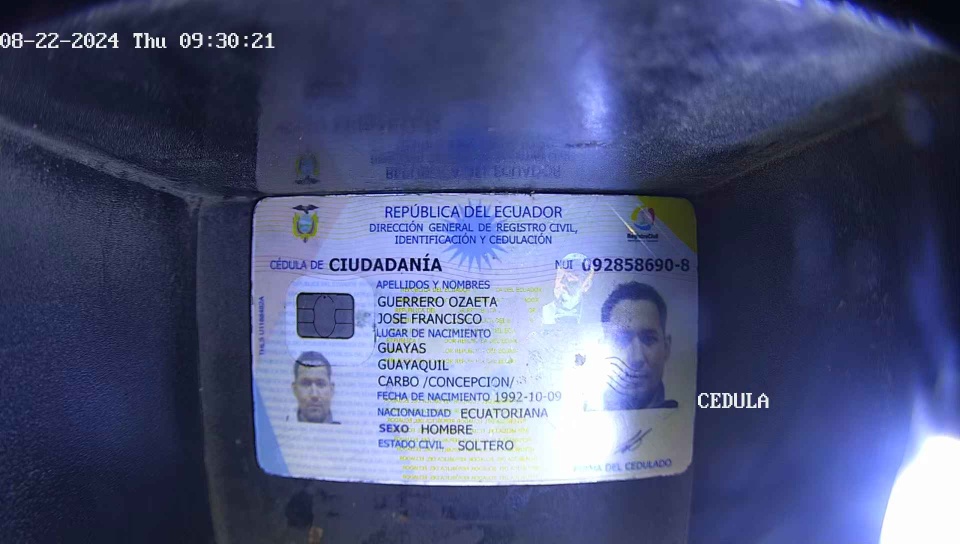 08-22-2024 Thu 09:30:21
REPÚBLICA DEL ECUADOR
DIRECCIÓN GENERAL DE REGISTRO CIVIL,
IDENTIFICACIÓN Y CEDULACIÓN
CÉDULA DE CIUDADANÍA
NUI 092858690-8
APELLIDOS Y NOMBRES
GUERRERO OZAETA
JOSE FRANCISCO
LUGAR DE NACIMIENTO
GUAYAS
GUAYAQUIL
CARBO /CONCEPCION/
FECHA DE NACIMIENTO 1992-10-09
NACIONALIDAD ECUATORIANA
SEXO HOMBRE
ESTADO CIVIL SOLTERO
DEL CEDULADO
CEDULA